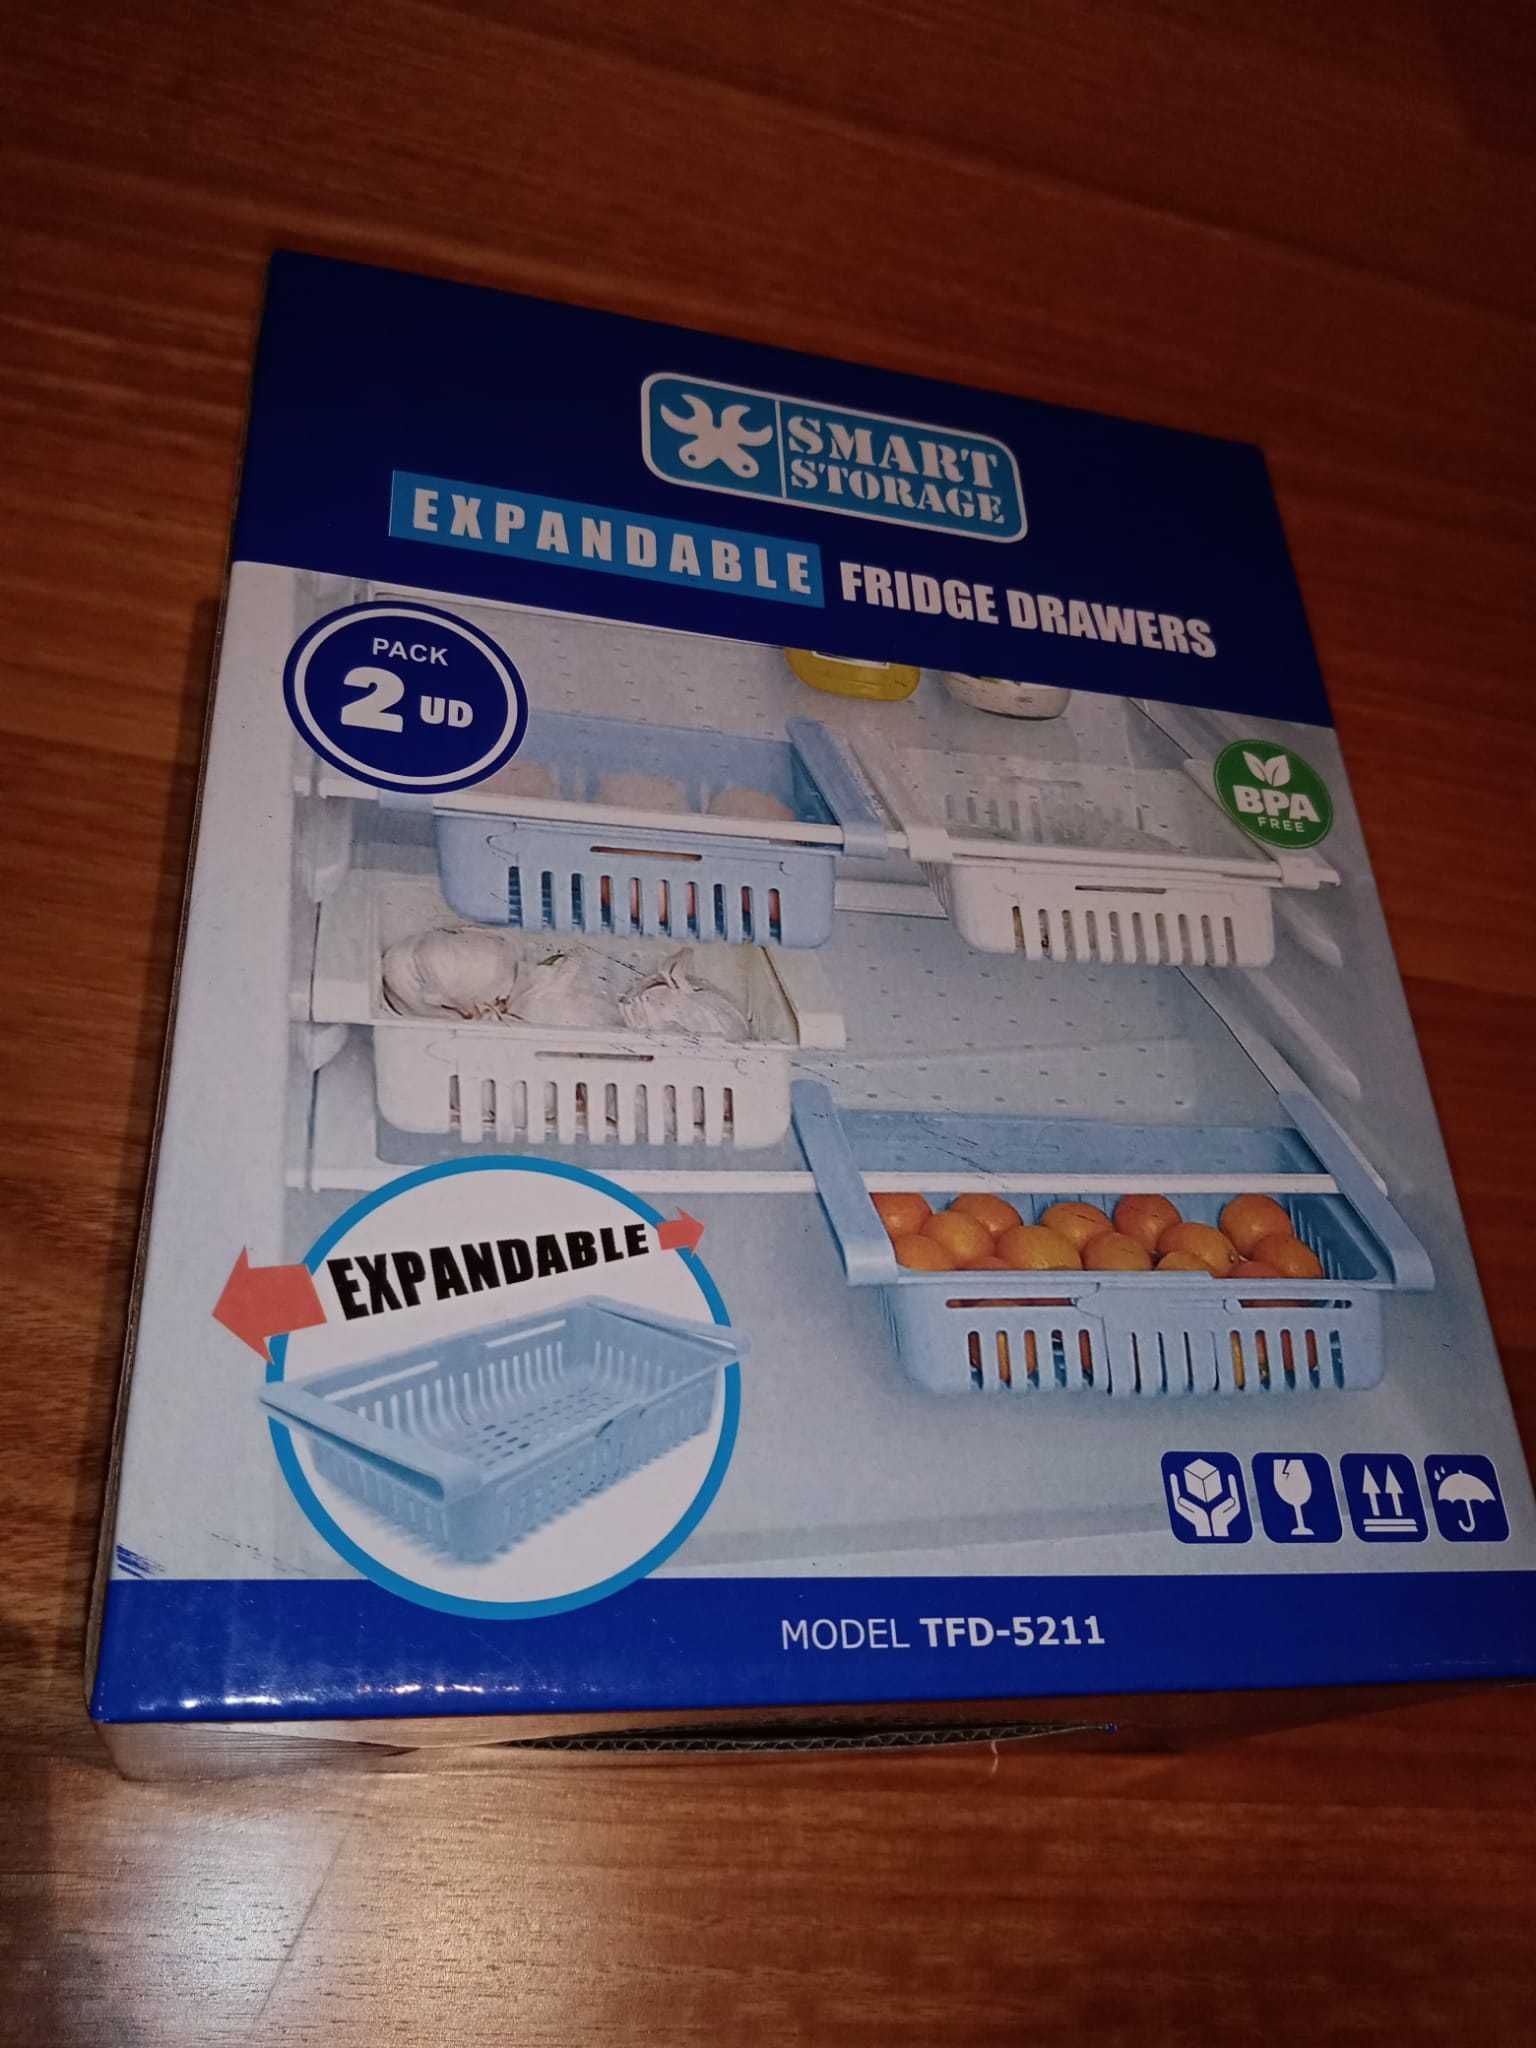 SMART
STORAGE
EXPANDABLE FRIDGE DRAWERS
PACK
2 UD
BPA
FREE
EXPANDABLE
MODEL TFD-5211